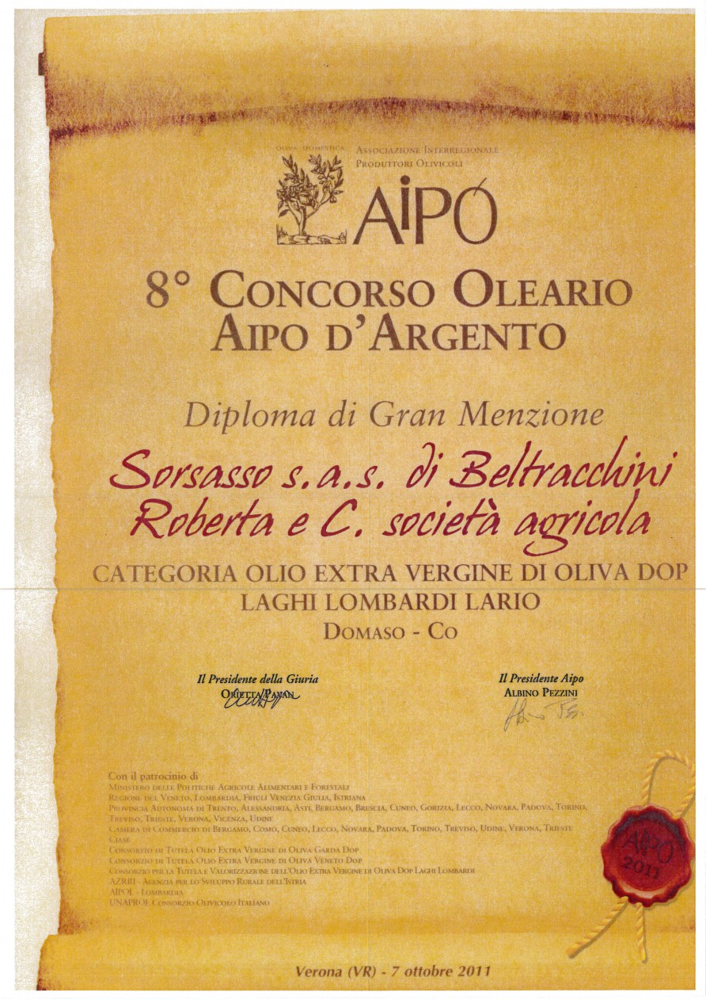 OLIVA DOMESTICA
ASSOCIAZIONE INTERREGIONALE
PRODUTTORI OLIVICOLI
AIPO
8° CONCORSO OLEARIO
AIPO D'ARGENTO
Diploma di Gran Menzione
Sorsasso s.a.s. di Beltracchini
Roberta e C. società agricola
CATEGORIA OLIO EXTRA VERGINE DI OLIVA DOP
LAGHI LOMBARDI LARIO
DOMASO - CO
Il Presidente della Giuria
ORIETTA PAVAN
Il Presidente Aipo
ALBINO PEZZINI
Con il patrocinio di
MINISTERO DELLE POLITICHE AGRICOLE ALIMENTARI E FORESTALI
REGIONE DEL VENETO, LOMBARDIA, FRIULI VENEZIA GIULIA, ISTRIANA
PROVINCIA AUTONOMA DI TRENTO, ALESSANDRIA, ASTI, BERGAMO, BRESCIA, CUNEO, GORIZIA, LECCO, NOVARA, PADOVA, TORINO,
TREVISO, TRIESTE, VERONA, VICENZA, UDINE
CAMERA DI COMMERCIO DI BERGAMO, COMO, CUNEO, LECCO, NOVARA, PADOVA, TORINO, TREVISO, UDINE, VERONA, TRIESTE
CIASE
CONSORZIO DI TUTELA OLIO EXTRA VERGINE DI OLIVA GARDA DOP
CONSORZIO DI TUTELA OLIO EXTRA VERGINE DI OLIVA VENETO DOP
CONSORZIO PER LA TUTELA E VALORIZZAZIONE DELL'OLIO EXTRA VERGINE DI OLIVA DOP LAGHI LOMBARDI
AZRRI - AGENZIA PER LO SVILUPPO RURALE DELL'ISTRIA
AIPOL - LOMBARDIA
UNAPROL CONSORZIO OLIVICOLO ITALIANO
AIPO
2011
Verona (VR) - 7 ottobre 2011